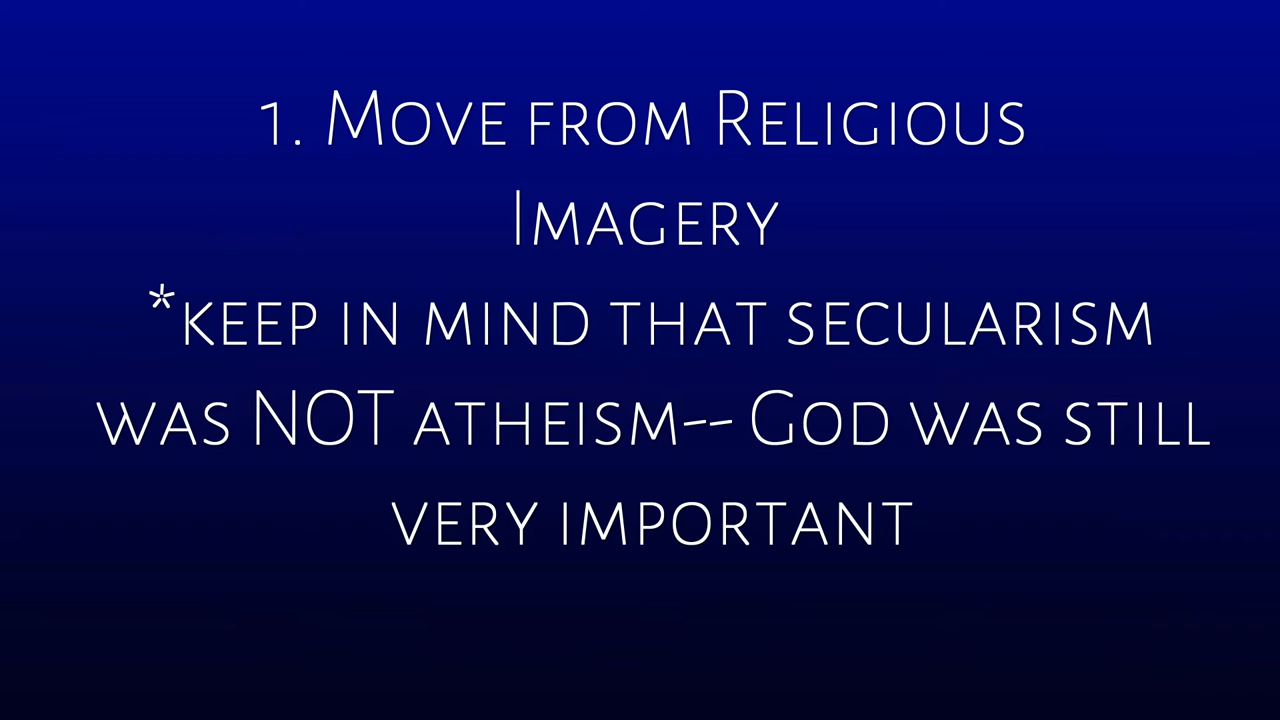 1. Move from Religious
Imagery
*keep in mind that secularism
was NOT atheism-- God was still
very important